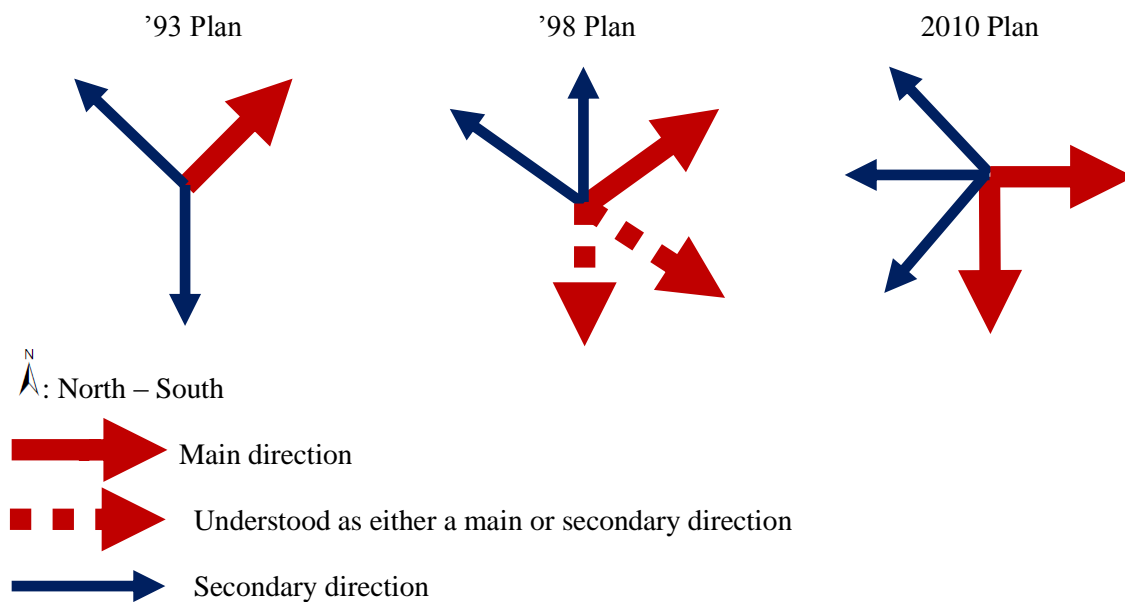 ’93 Plan
’98 Plan
2010 Plan
N
: North – South
Main direction
Understood as either a main or secondary direction
Secondary direction